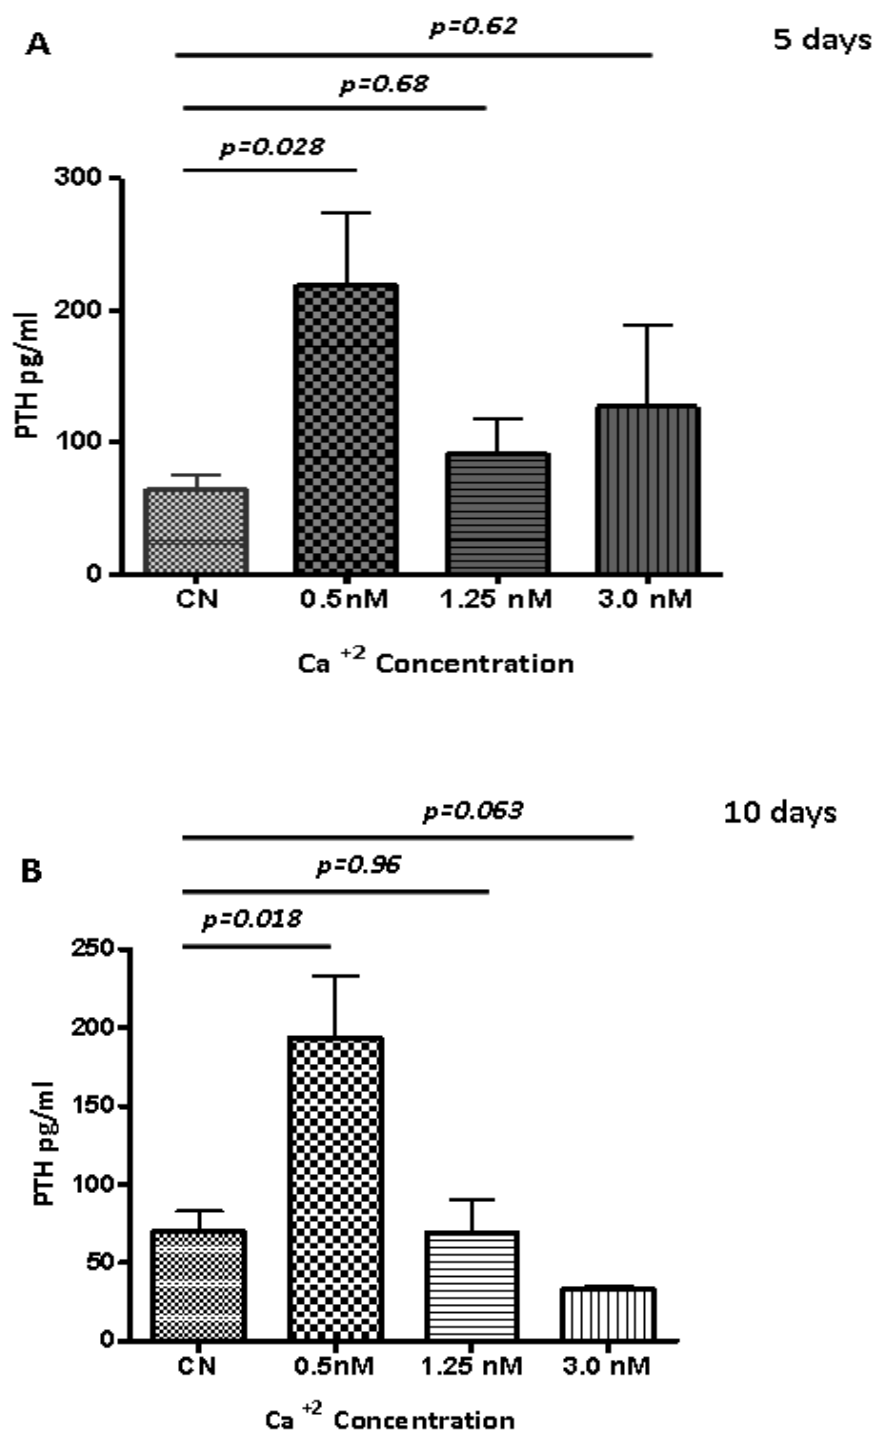 p=0.62
A
5 days
p=0.68
p=0.028
300
200
100
0
PTH pg/ml
CN 0.5nM 1.25 nM 3.0 nM
Ca +2 Concentration
p=0.063
10 days
B
p=0.96
p=0.018
250
200
150
100
50
0
PTH pg/ml
CN 0.5nM 1.25 nM 3.0 nM
Ca +2 Concentration